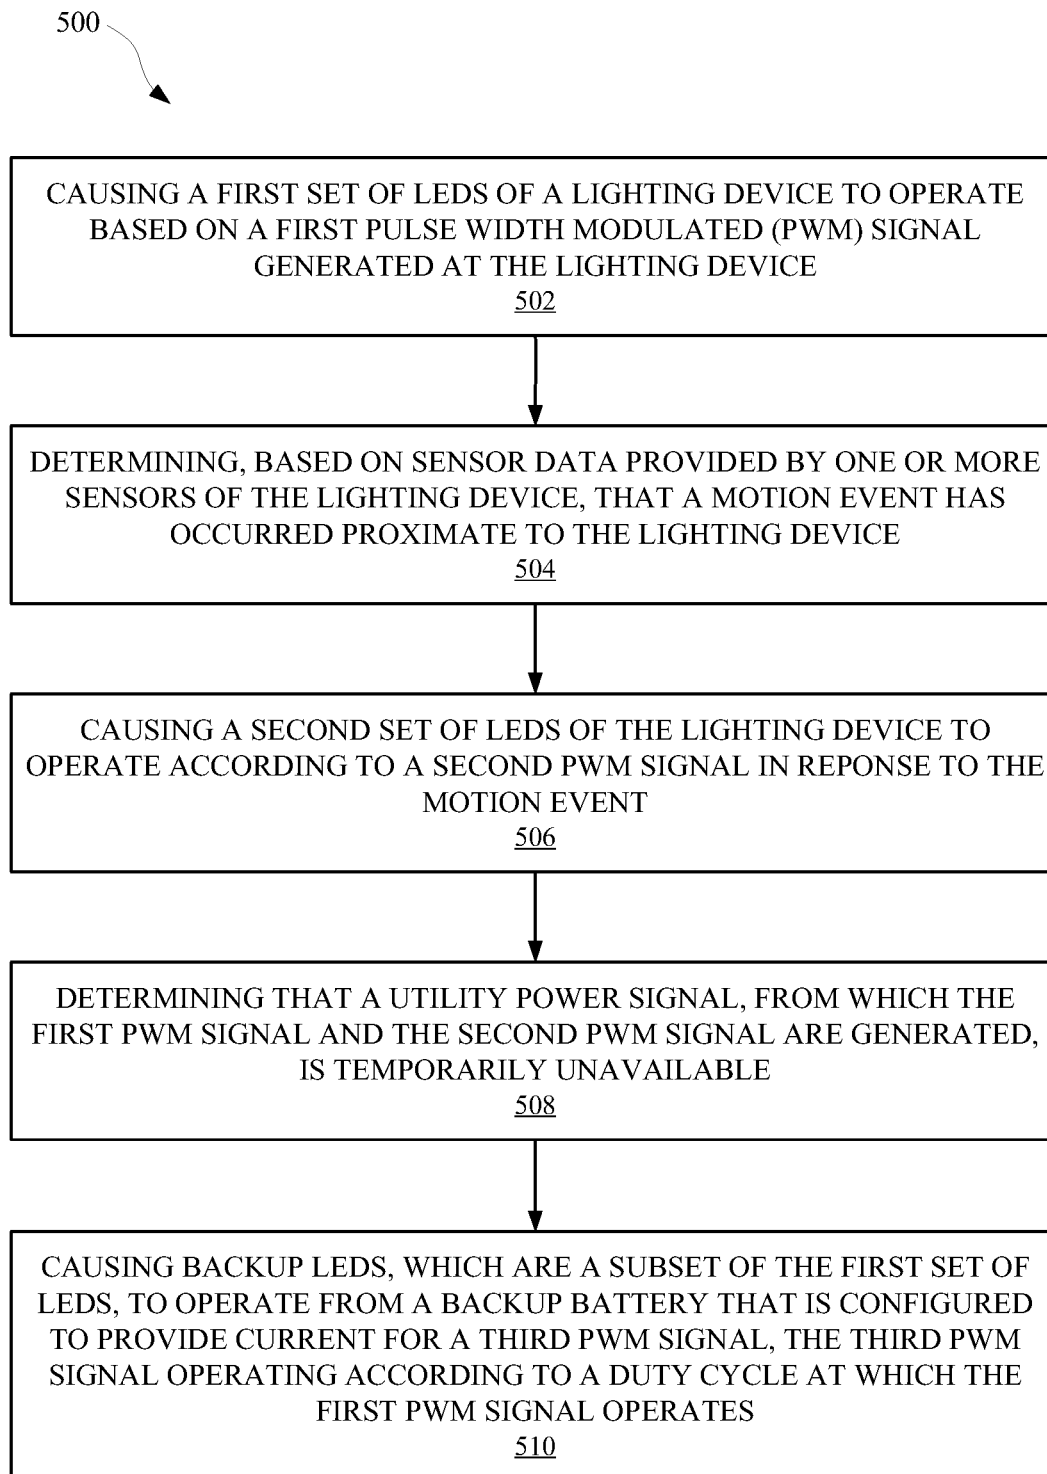 500
CAUSING A FIRST SET OF LEDS OF A LIGHTING DEVICE TO OPERATE
BASED ON A FIRST PULSE WIDTH MODULATED (PWM) SIGNAL
GENERATED AT THE LIGHTING DEVICE
502
DETERMINING, BASED ON SENSOR DATA PROVIDED BY ONE OR MORE
SENSORS OF THE LIGHTING DEVICE, THAT A MOTION EVENT HAS
OCCURRED PROXIMATE TO THE LIGHTING DEVICE
504
CAUSING A SECOND SET OF LEDS OF THE LIGHTING DEVICE TO
OPERATE ACCORDING TO A SECOND PWM SIGNAL IN REPONSE TO THE
MOTION EVENT
506
DETERMINING THAT A UTILITY POWER SIGNAL, FROM WHICH THE
FIRST PWM SIGNAL AND THE SECOND PWM SIGNAL ARE GENERATED,
IS TEMPORARILY UNAVAILABLE
508
CAUSING BACKUP LEDS, WHICH ARE A SUBSET OF THE FIRST SET OF
LEDS, TO OPERATE FROM A BACKUP BATTERY THAT IS CONFIGURED
TO PROVIDE CURRENT FOR A THIRD PWM SIGNAL, THE THIRD PWM
SIGNAL OPERATING ACCORDING TO A DUTY CYCLE AT WHICH THE
FIRST PWM SIGNAL OPERATES
510